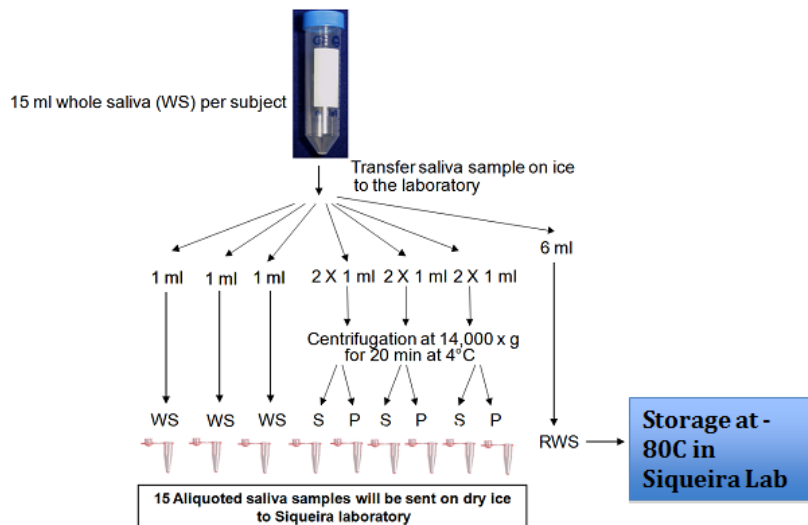 15 ml whole saliva (WS) per subject
Transfer saliva sample on ice
to the laboratory
6 ml
1 ml
1 ml
1 ml
2 X 1 ml
2 X 1 ml
2 X 1 ml
Centrifugation at 14,000 x g
for 20 min at 4°C
WS
WS
WS
S
P
S
P
S
P
RWS
Storage at -
80C in
Siqueira Lab
15 Aliquoted saliva samples will be sent on dry ice
to Siqueira laboratory